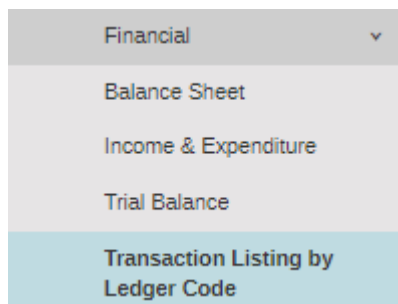 Financial
Balance Sheet
Income & Expenditure
Trial Balance
Transaction Listing by
Ledger Code